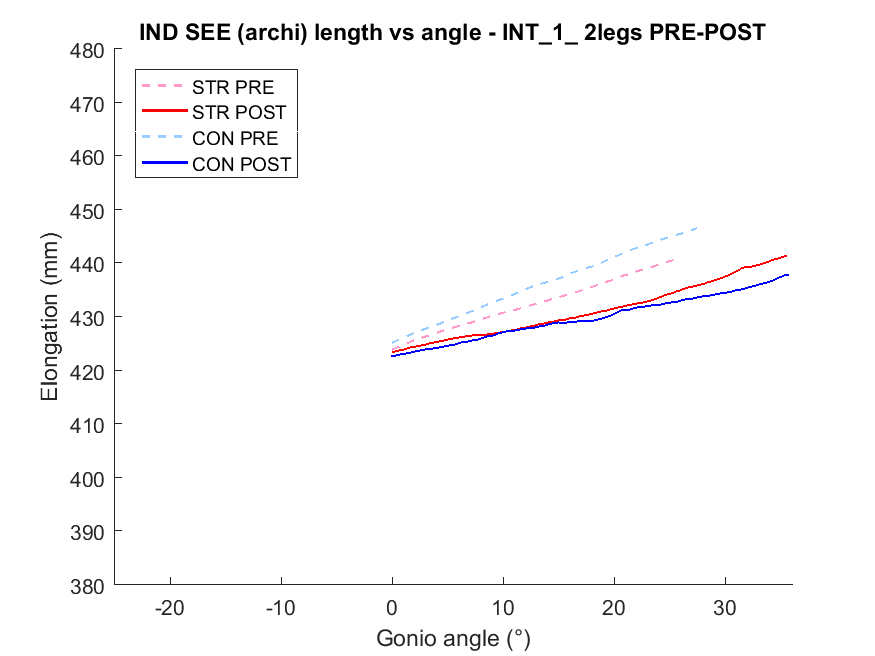 IND SEE (archi) length vs angle - INT_1_ 2legs PRE-POST
480
470
460
450
440
430
420
410
400
390
380
Elongation (mm)
STR PRE
STR POST
CON PRE
CON POST
-20
-10
0
10
20
30
Gonio angle (°)